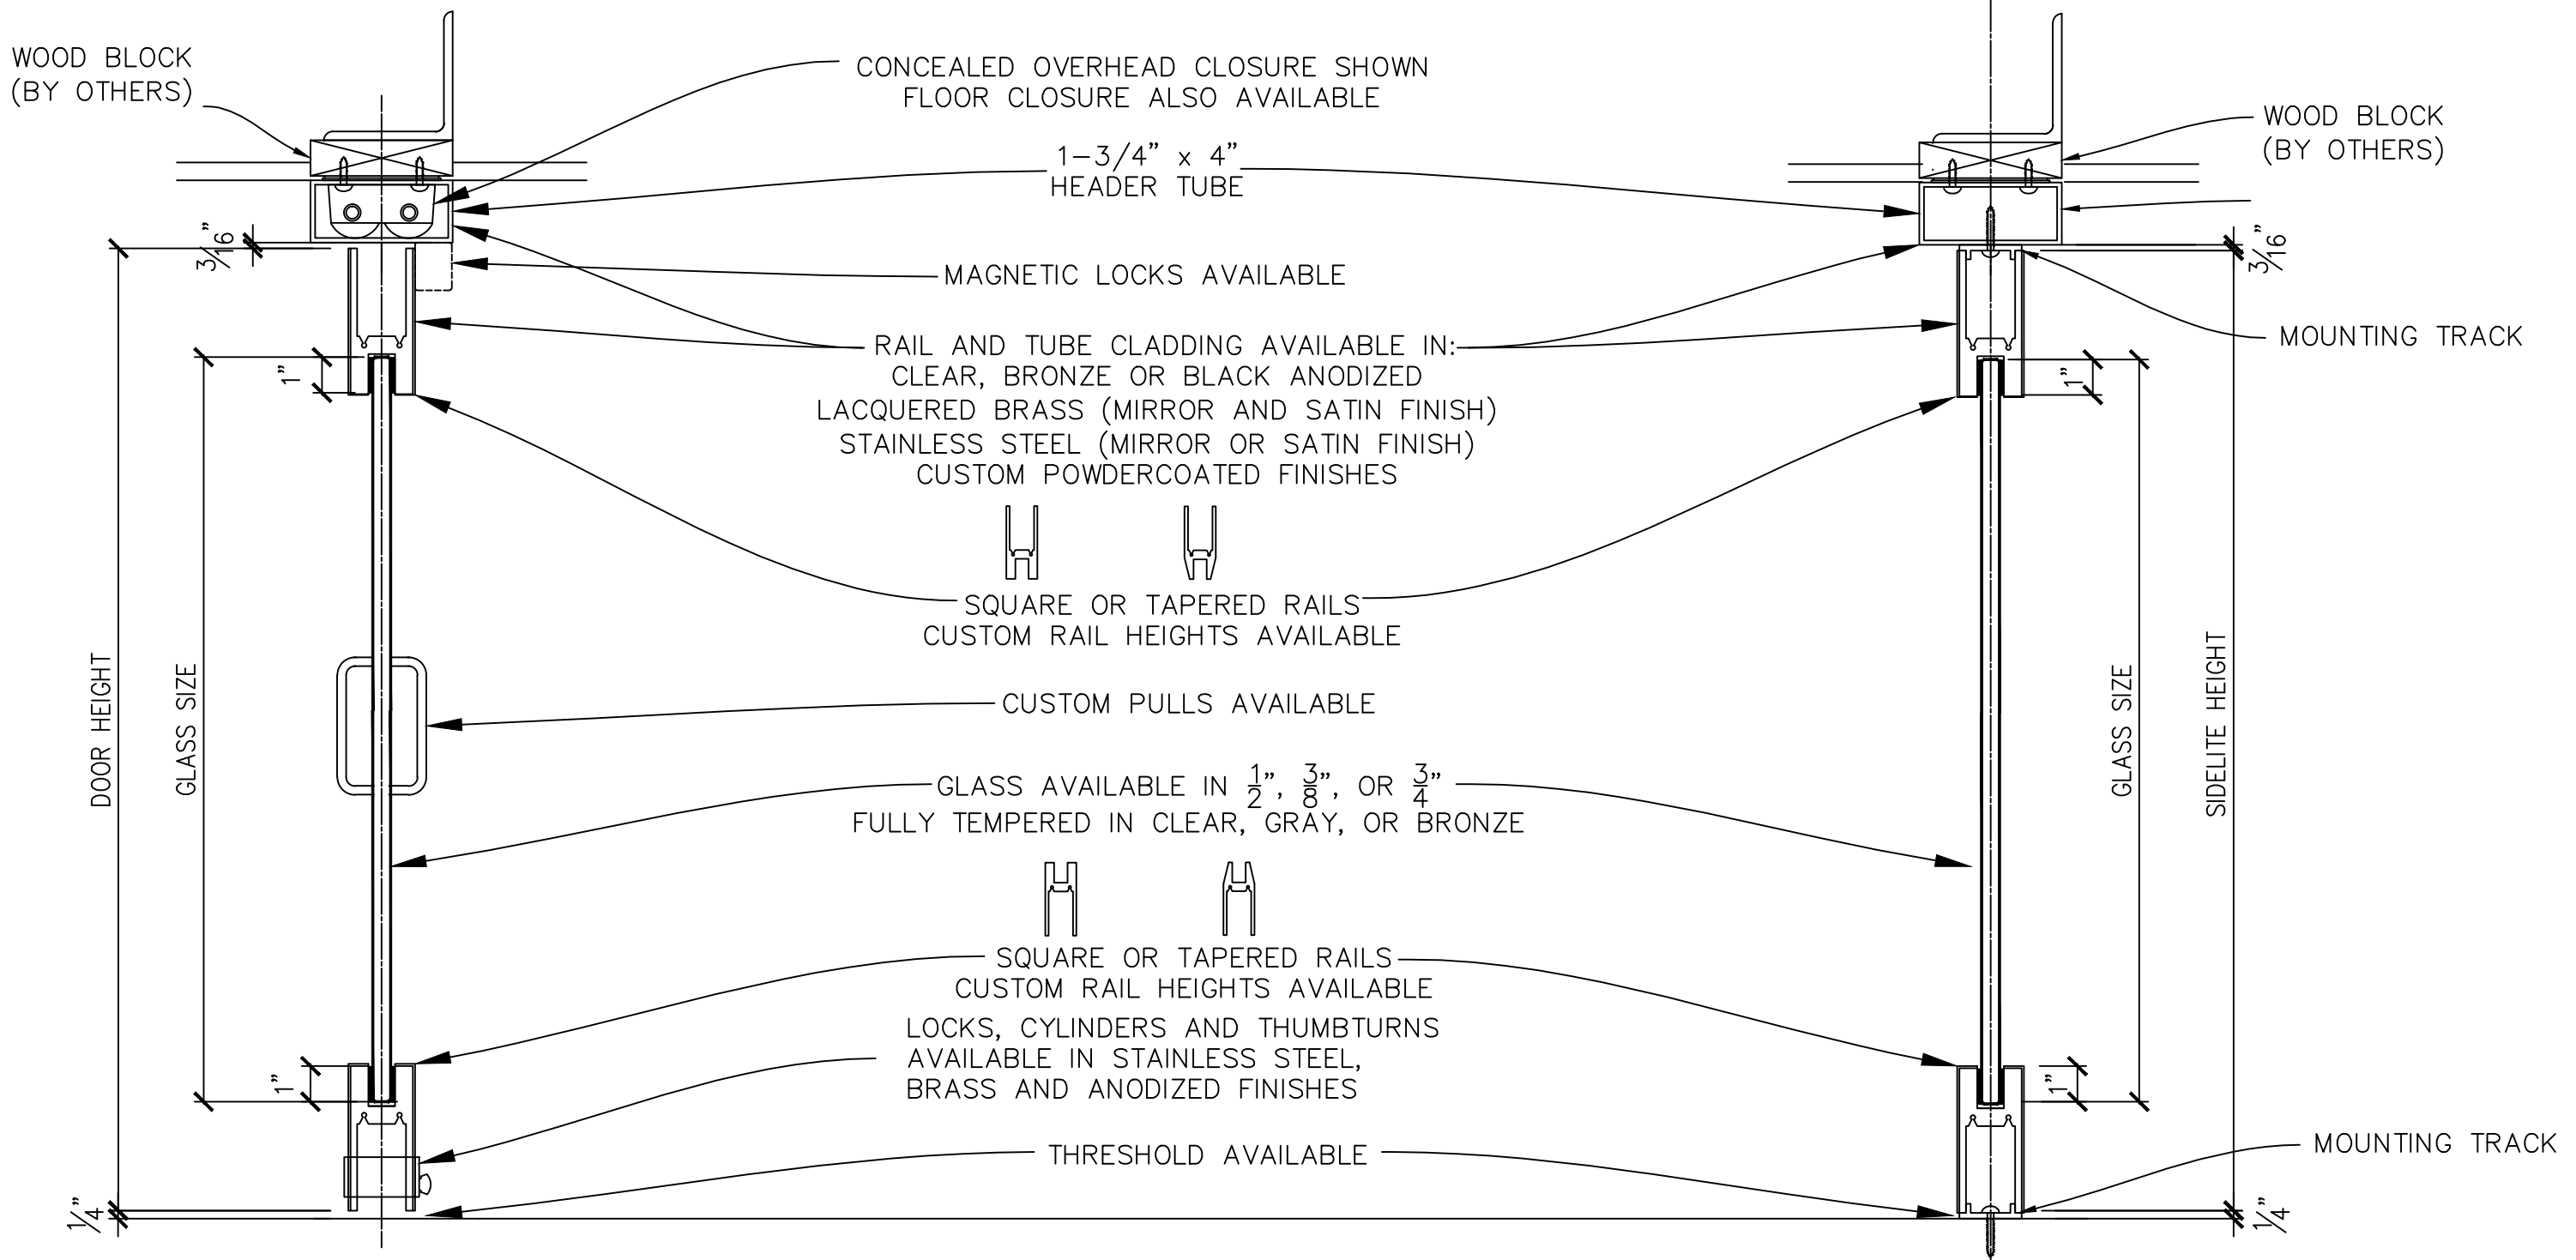 WOOD BLOCK
(BY OTHERS)
CONCEALED OVERHEAD CLOSURE SHOWN
FLOOR CLOSURE ALSO AVAILABLE
WOOD BLOCK
(BY OTHERS)
1-3/4" x 4"
HEADER TUBE
3/16"
3/16"
MAGNETIC LOCKS AVAILABLE
MOUNTING TRACK
RAIL AND TUBE CLADDING AVAILABLE IN:
CLEAR, BRONZE OR BLACK ANODIZED
LACQUERED BRASS (MIRROR AND SATIN FINISH)
STAINLESS STEEL (MIRROR OR SATIN FINISH)
CUSTOM POWDERCOATED FINISHES
1"
1"
SQUARE OR TAPERED RAILS
CUSTOM RAIL HEIGHTS AVAILABLE
DOOR HEIGHT
GLASS SIZE
CUSTOM PULLS AVAILABLE
GLASS SIZE
SIDELITE HEIGHT
GLASS AVAILABLE IN 1/2", 3/8", OR 3/4"
FULLY TEMPERED IN CLEAR, GRAY, OR BRONZE
SQUARE OR TAPERED RAILS
CUSTOM RAIL HEIGHTS AVAILABLE
LOCKS, CYLINDERS AND THUMBTURNS
AVAILABLE IN STAINLESS STEEL,
BRASS AND ANODIZED FINISHES
1"
1"
THRESHOLD AVAILABLE
MOUNTING TRACK
1/4"
1/4"